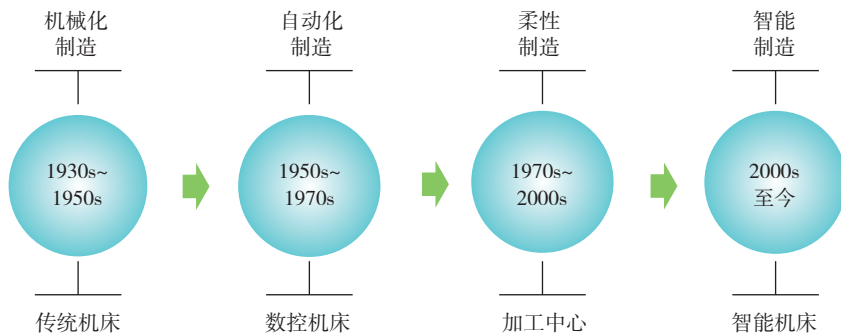 机械化
制造
自动化
制造
柔性
制造
智能
制造
1930s~
1950s
1950s~
1970s
1970s~
2000s
2000s
至今
传统机床
数控机床
加工中心
智能机床